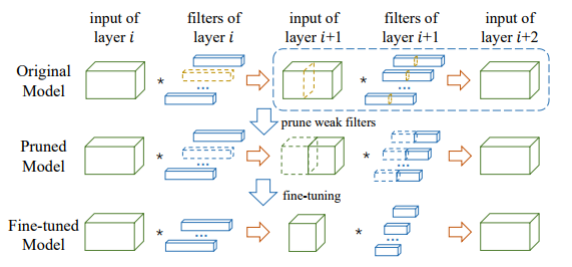 input of filters of input of filters of input of
layer i layer i layer i+1 layer i+1 layer i+2
Original
Model
*
...
*
...
prune weak filters
Pruned
Model
*
...
*
...
fine-tuning
Fine-tuned
Model
*
...
*
...